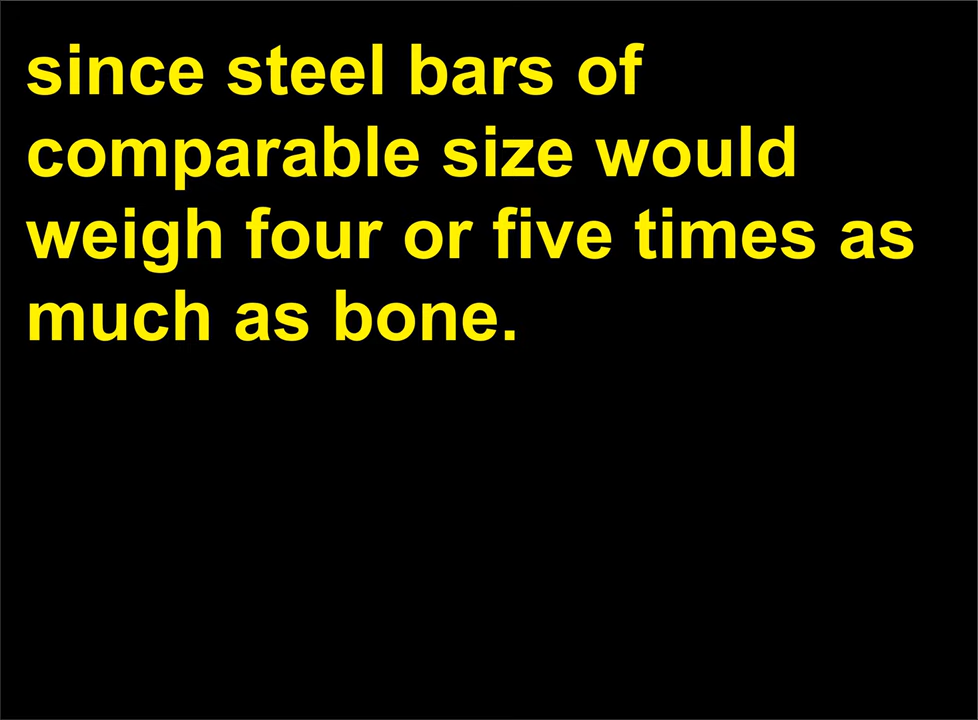 since steel bars of
comparable size would
weigh four or five times as
much as bone.